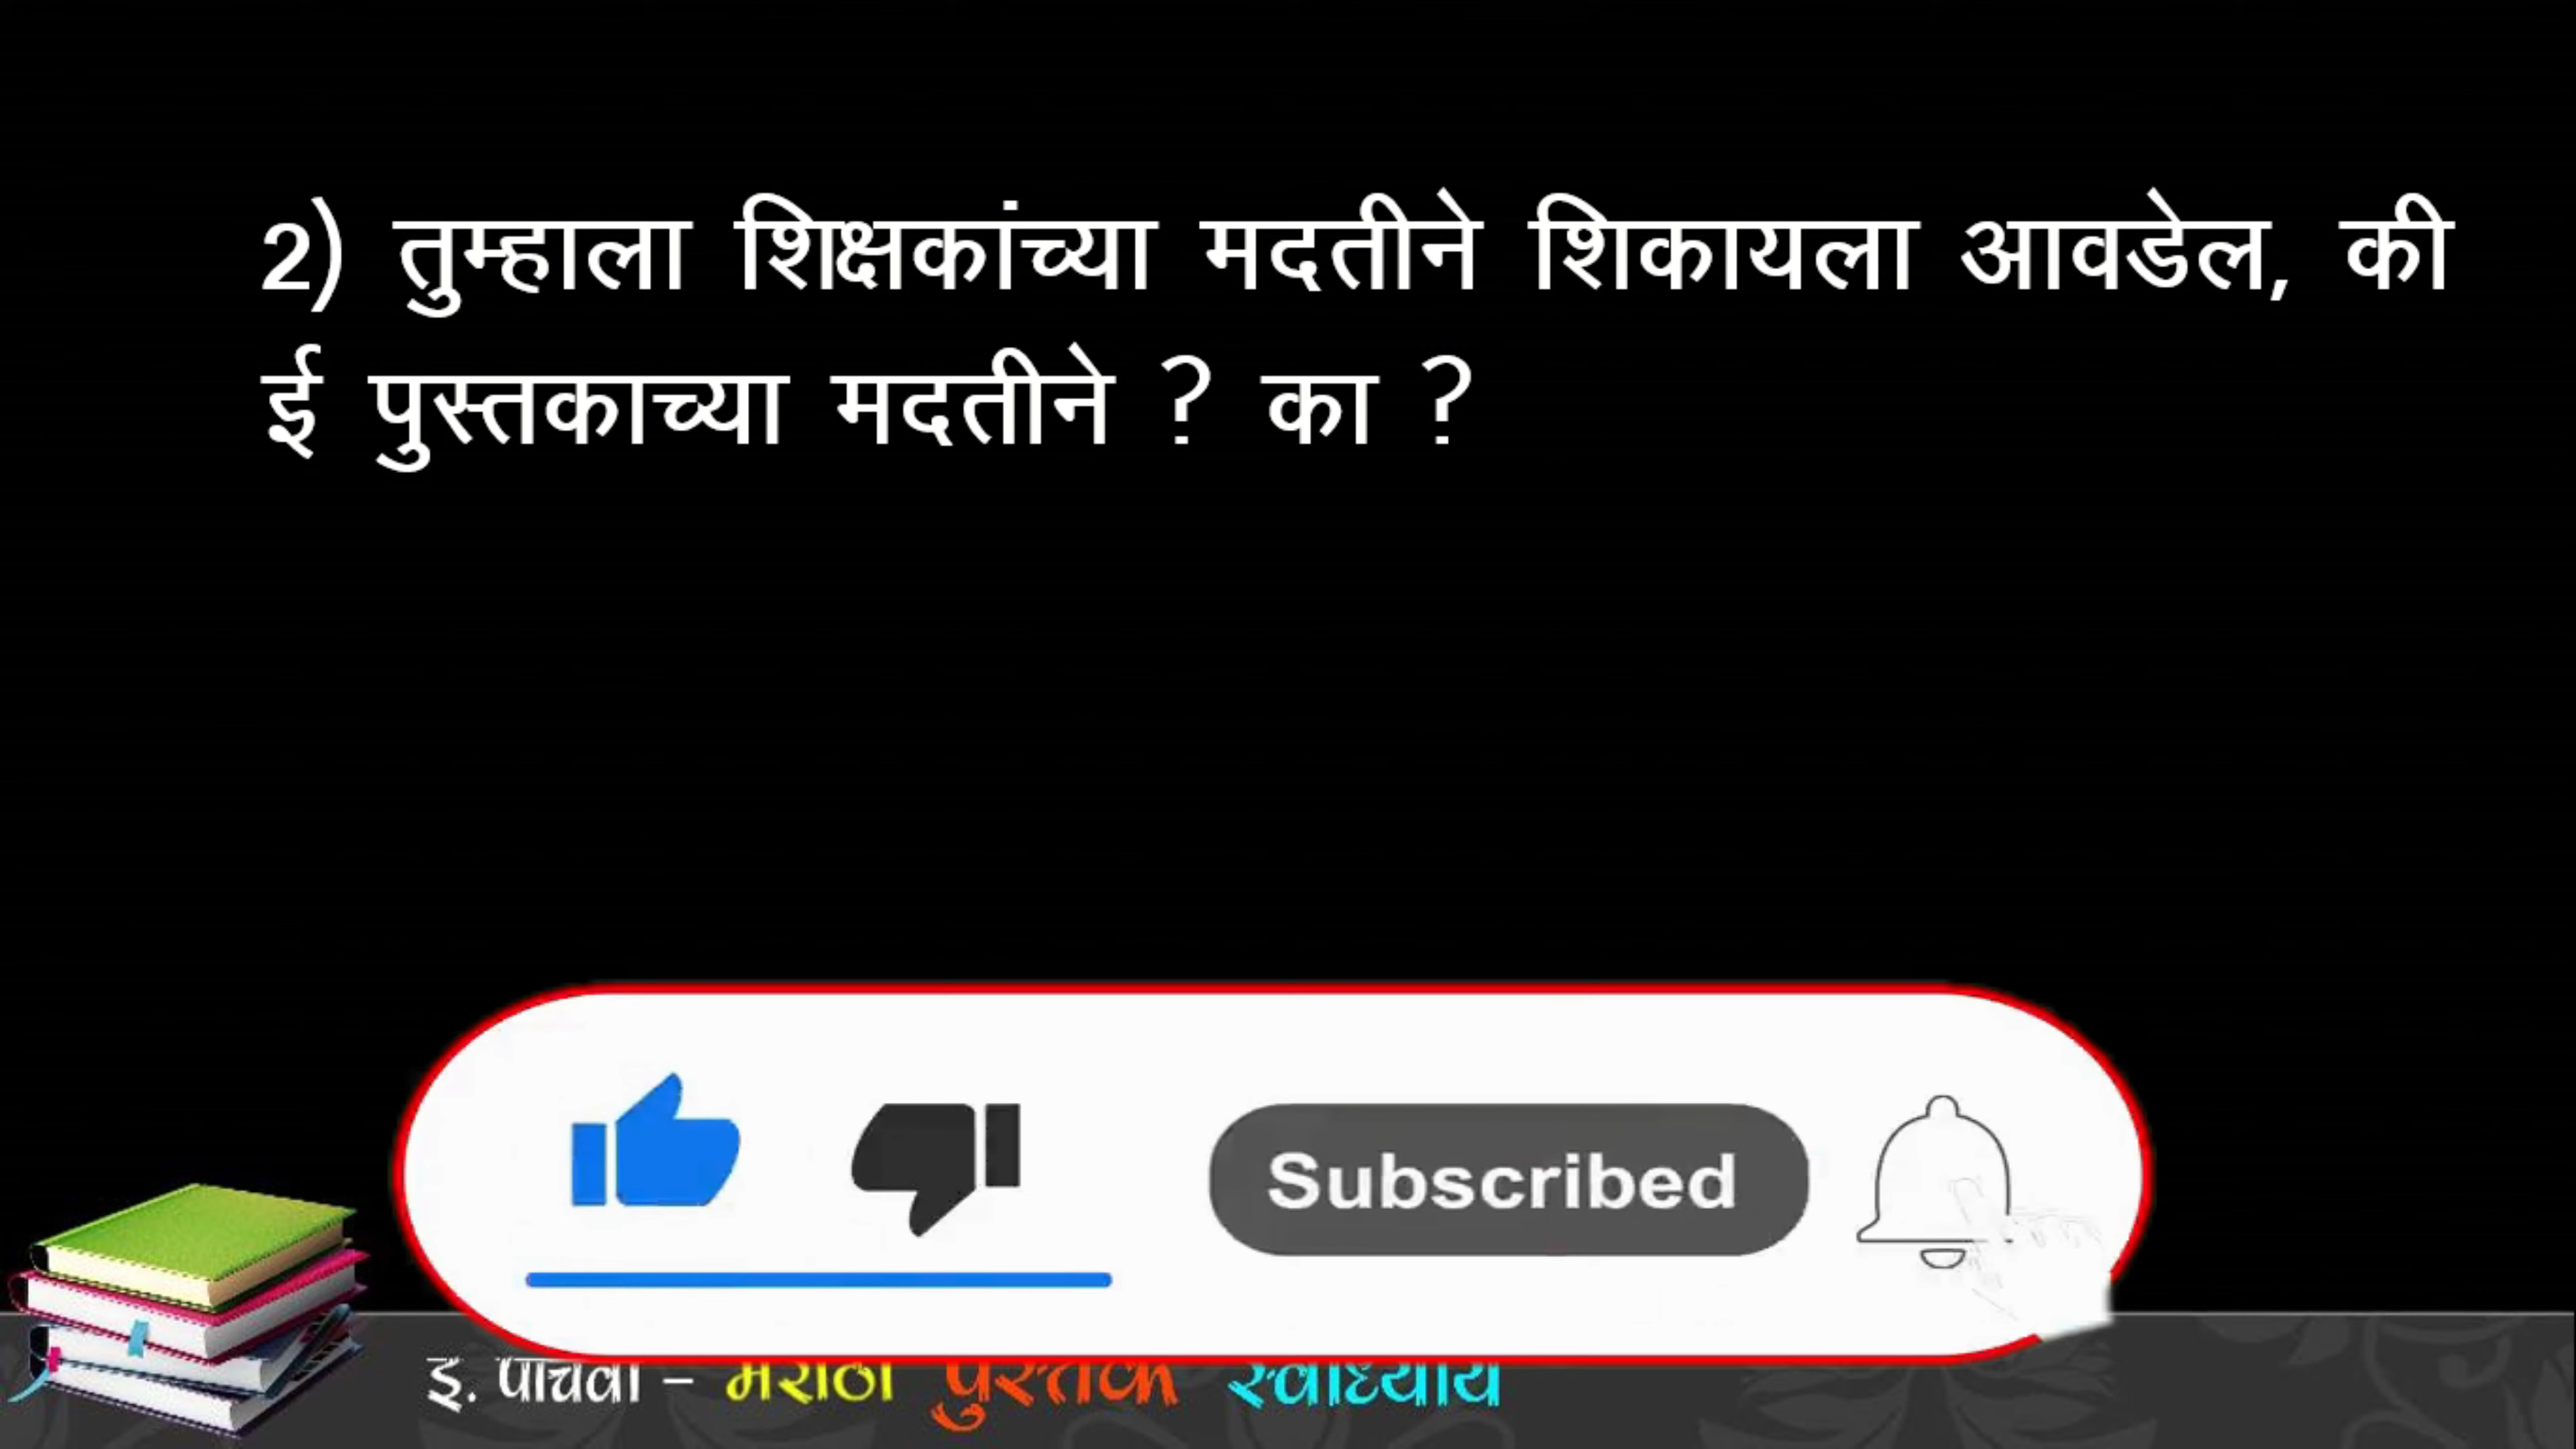 2) तुम्हाला शिक्षकांच्या मदतीने शिकायला आवडेल, की
ई पुस्तकाच्या मदतीने ? का ?
Subscribed
इ. पाचवी - मराठी पुस्तक स्वाध्याय